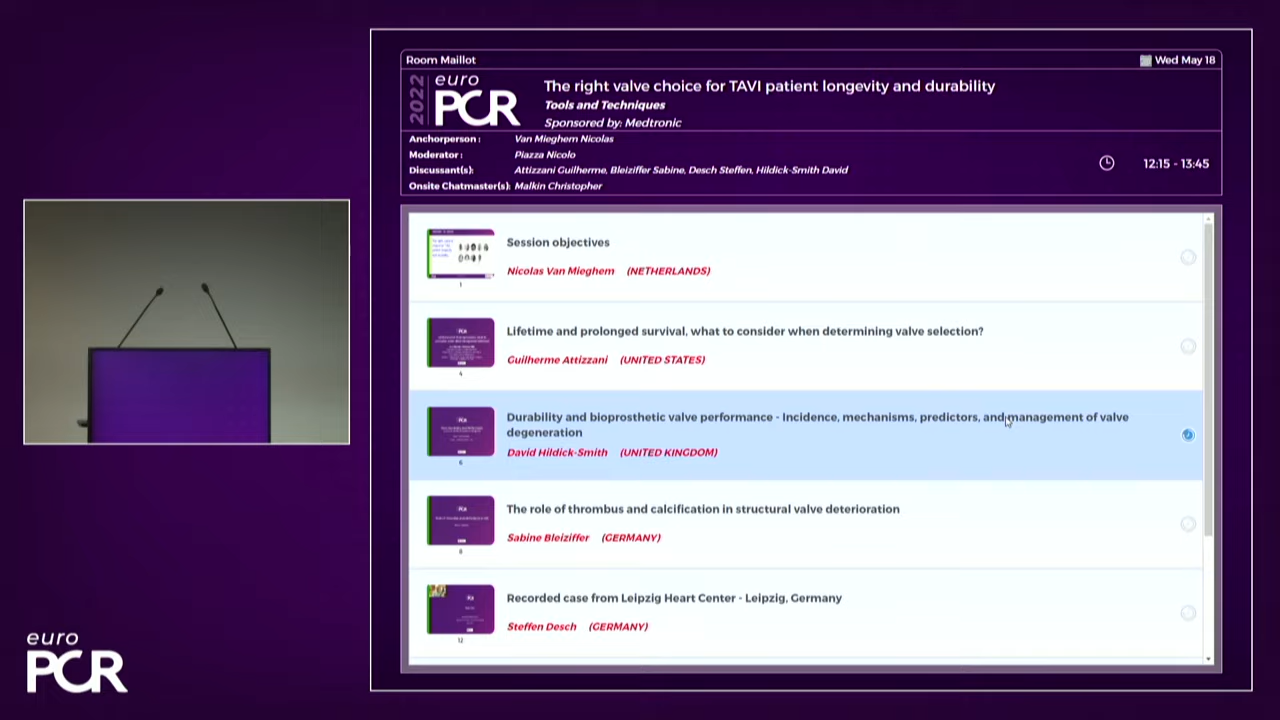 Room Maillot
Wed May 18
2022
euro
PCR
The right valve choice for TAVI patient longevity and durability
Tools and Techniques
Sponsored by: Medtronic
Anchorperson : Van Mieghem Nicolas
Moderator : Piazza Nicolo
Discussant(s): Attizzani Guilherme, Bleiziffer Sabine, Desch Steffen, Hildick-Smith David
Onsite Chatmaster(s): Malkin Christopher
12:15 - 13:45
Session objectives
Nicolas Van Mieghem (NETHERLANDS)
1
Lifetime and prolonged survival, what to consider when determining valve selection?
Guilherme Attizzani (UNITED STATES)
4
Durability and bioprosthetic valve performance - Incidence, mechanisms, predictors, and management of valve
degeneration
David Hildick-Smith (UNITED KINGDOM)
6
The role of thrombus and calcification in structural valve deterioration
Sabine Bleiziffer (GERMANY)
8
Recorded case from Leipzig Heart Center - Leipzig, Germany
Steffen Desch (GERMANY)
12
euro
PCR